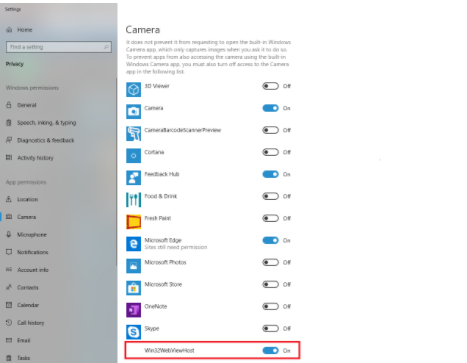 Settings
Home
Find a setting
Privacy
Windows permissions
General
Speech, inking, & typing
Diagnostics & feedback
Activity history
App permissions
Location
Camera
Microphone
Notifications
Account info
Contacts
Calendar
Call history
Email
Tasks
Camera
It does not prevent it from requesting to open the built-in Windows
Camera app, which only captures images when you ask it to do so.
To prevent apps from also accessing the camera using the built-in
Windows Camera app, you must also turn off access to the Camera
app in the following list.
3D Viewer Off
Camera On
CameraBarcodeScannerPreview Off
Cortana Off
Feedback Hub On
Food & Drink Off
Fresh Paint Off
Microsoft Edge On
Sites still need permission
Microsoft Photos Off
Microsoft Store Off
OneNote Off
Skype Off
Win32WebViewHost On